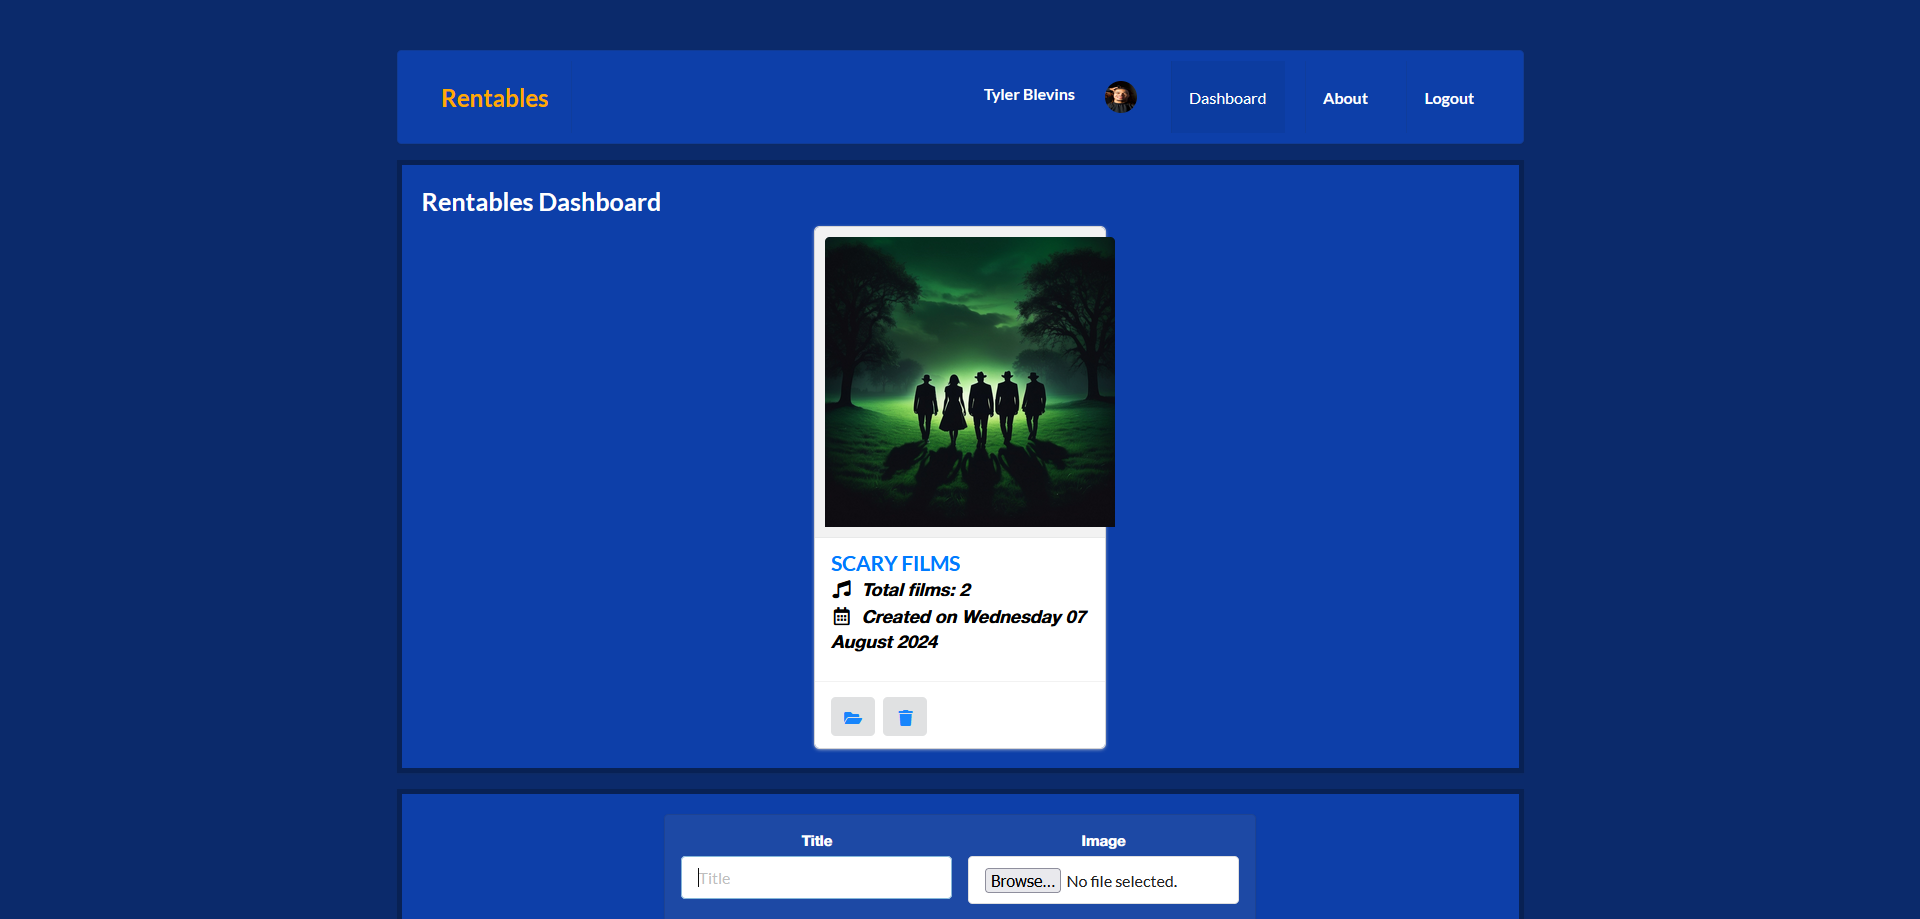 Rentables
Tyler Blevins
Dashboard
About
Logout
Rentables Dashboard
SCARY FILMS
Total films: 2
Created on Wednesday 07
August 2024
Title
Image
Title
Browse... No file selected.